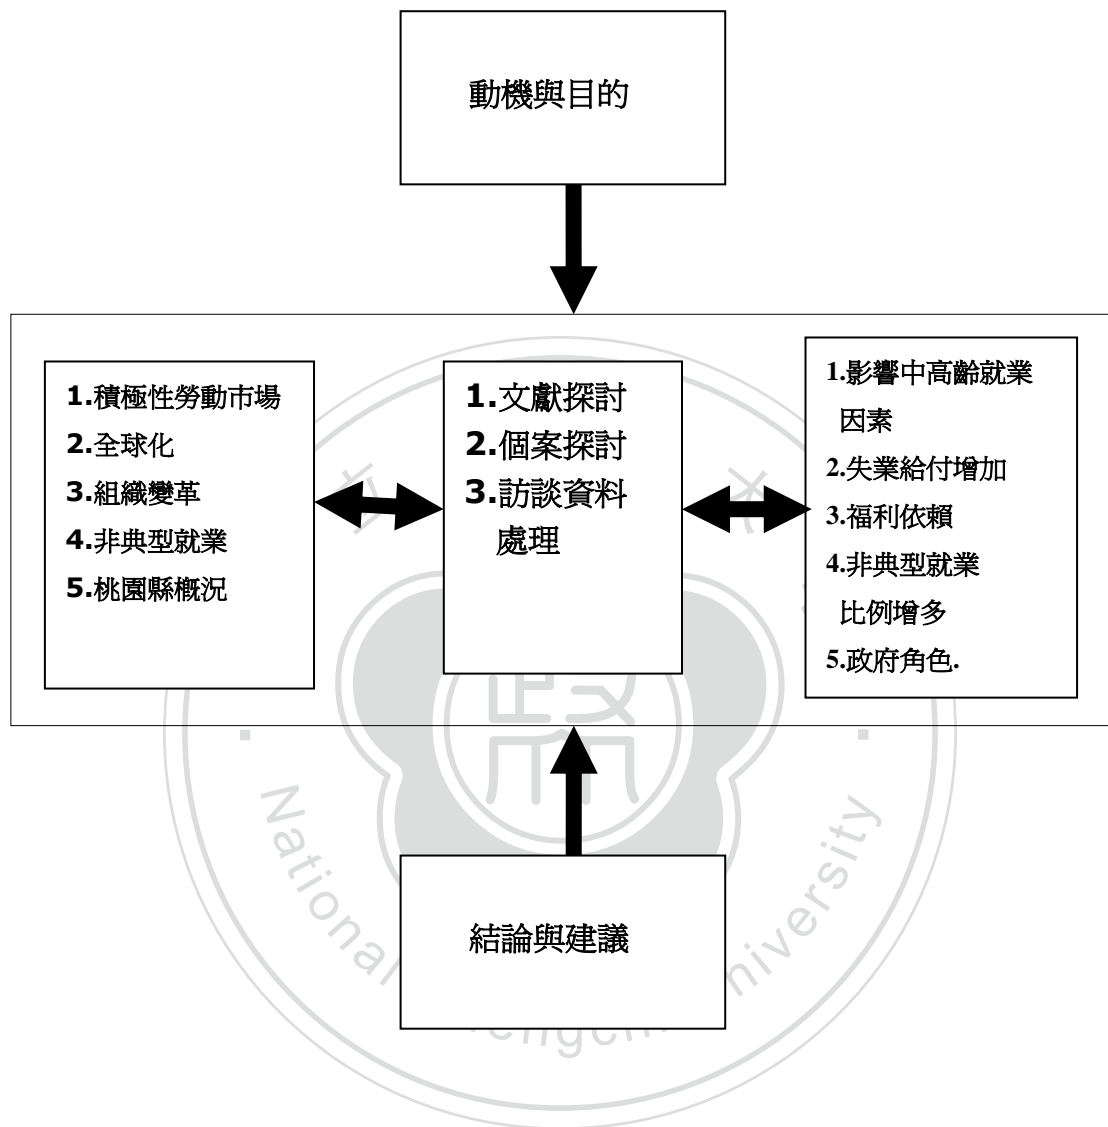 動機與目的
1.積極性勞動市場
2.全球化
3.組織變革
4.非典型就業
5.桃園縣概況
1.文獻探討
2.個案探討
3.訪談資料
處理
1.影響中高齡就業
因素
2.失業給付增加
3.福利依賴
4.非典型就業
比例增多
5.政府角色.
結論與建議